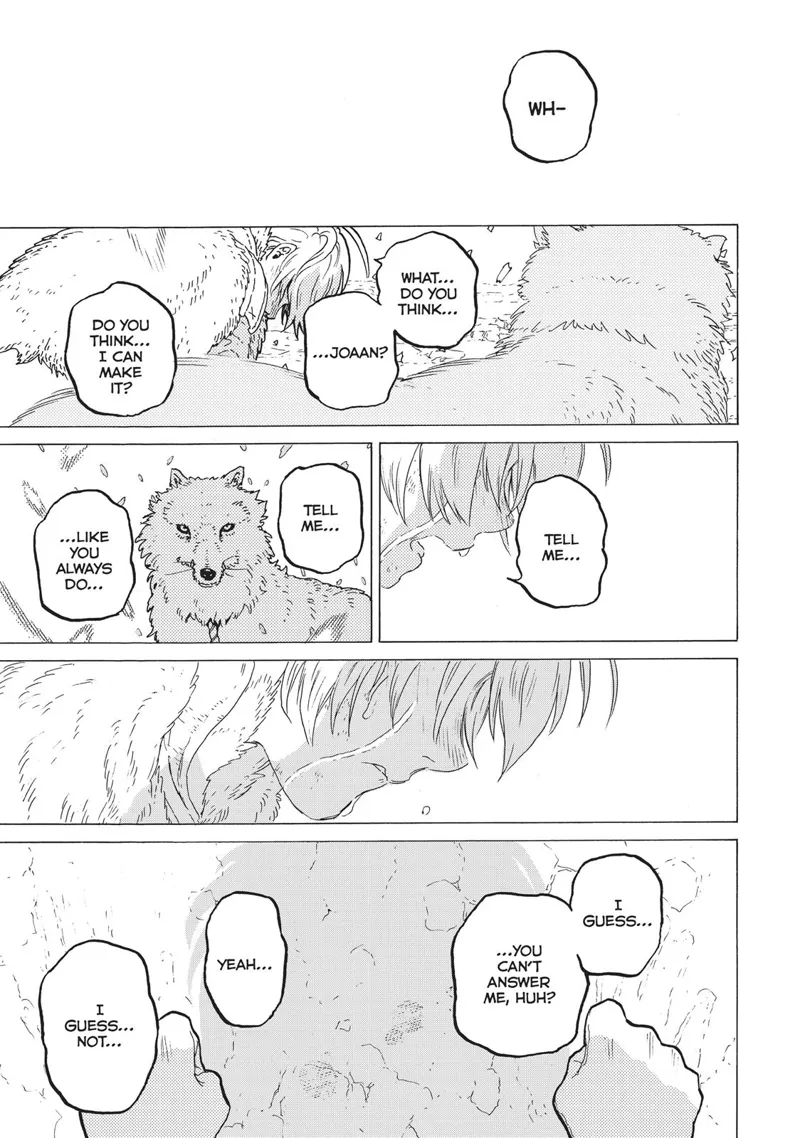 WH-
WHAT...
DO YOU
THINK...
...JOAAN?
DO YOU
THINK...
I CAN
MAKE
IT?
TELL
ME...
TELL
ME...
...LIKE
YOU
ALWAYS
DO...
I
GUESS...
...YOU
CAN'T
ANSWER
ME, HUH?
YEAH...
I
GUESS...
NOT...